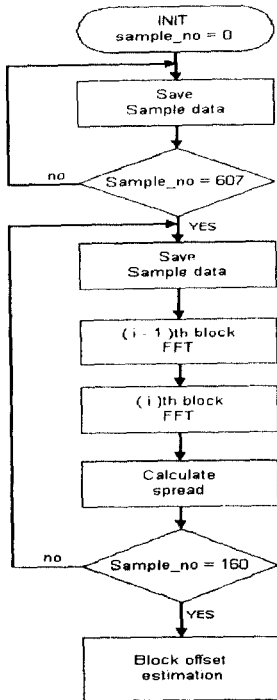 INIT
sample_no = 0
Save
Sample data
no
Sample_no = 607
YES
Save
Sample data
( i - 1 )th block
FFT
( i )th block
FFT
Calculate
spread
no
Sample_no = 160
YES
Block offset
estimation